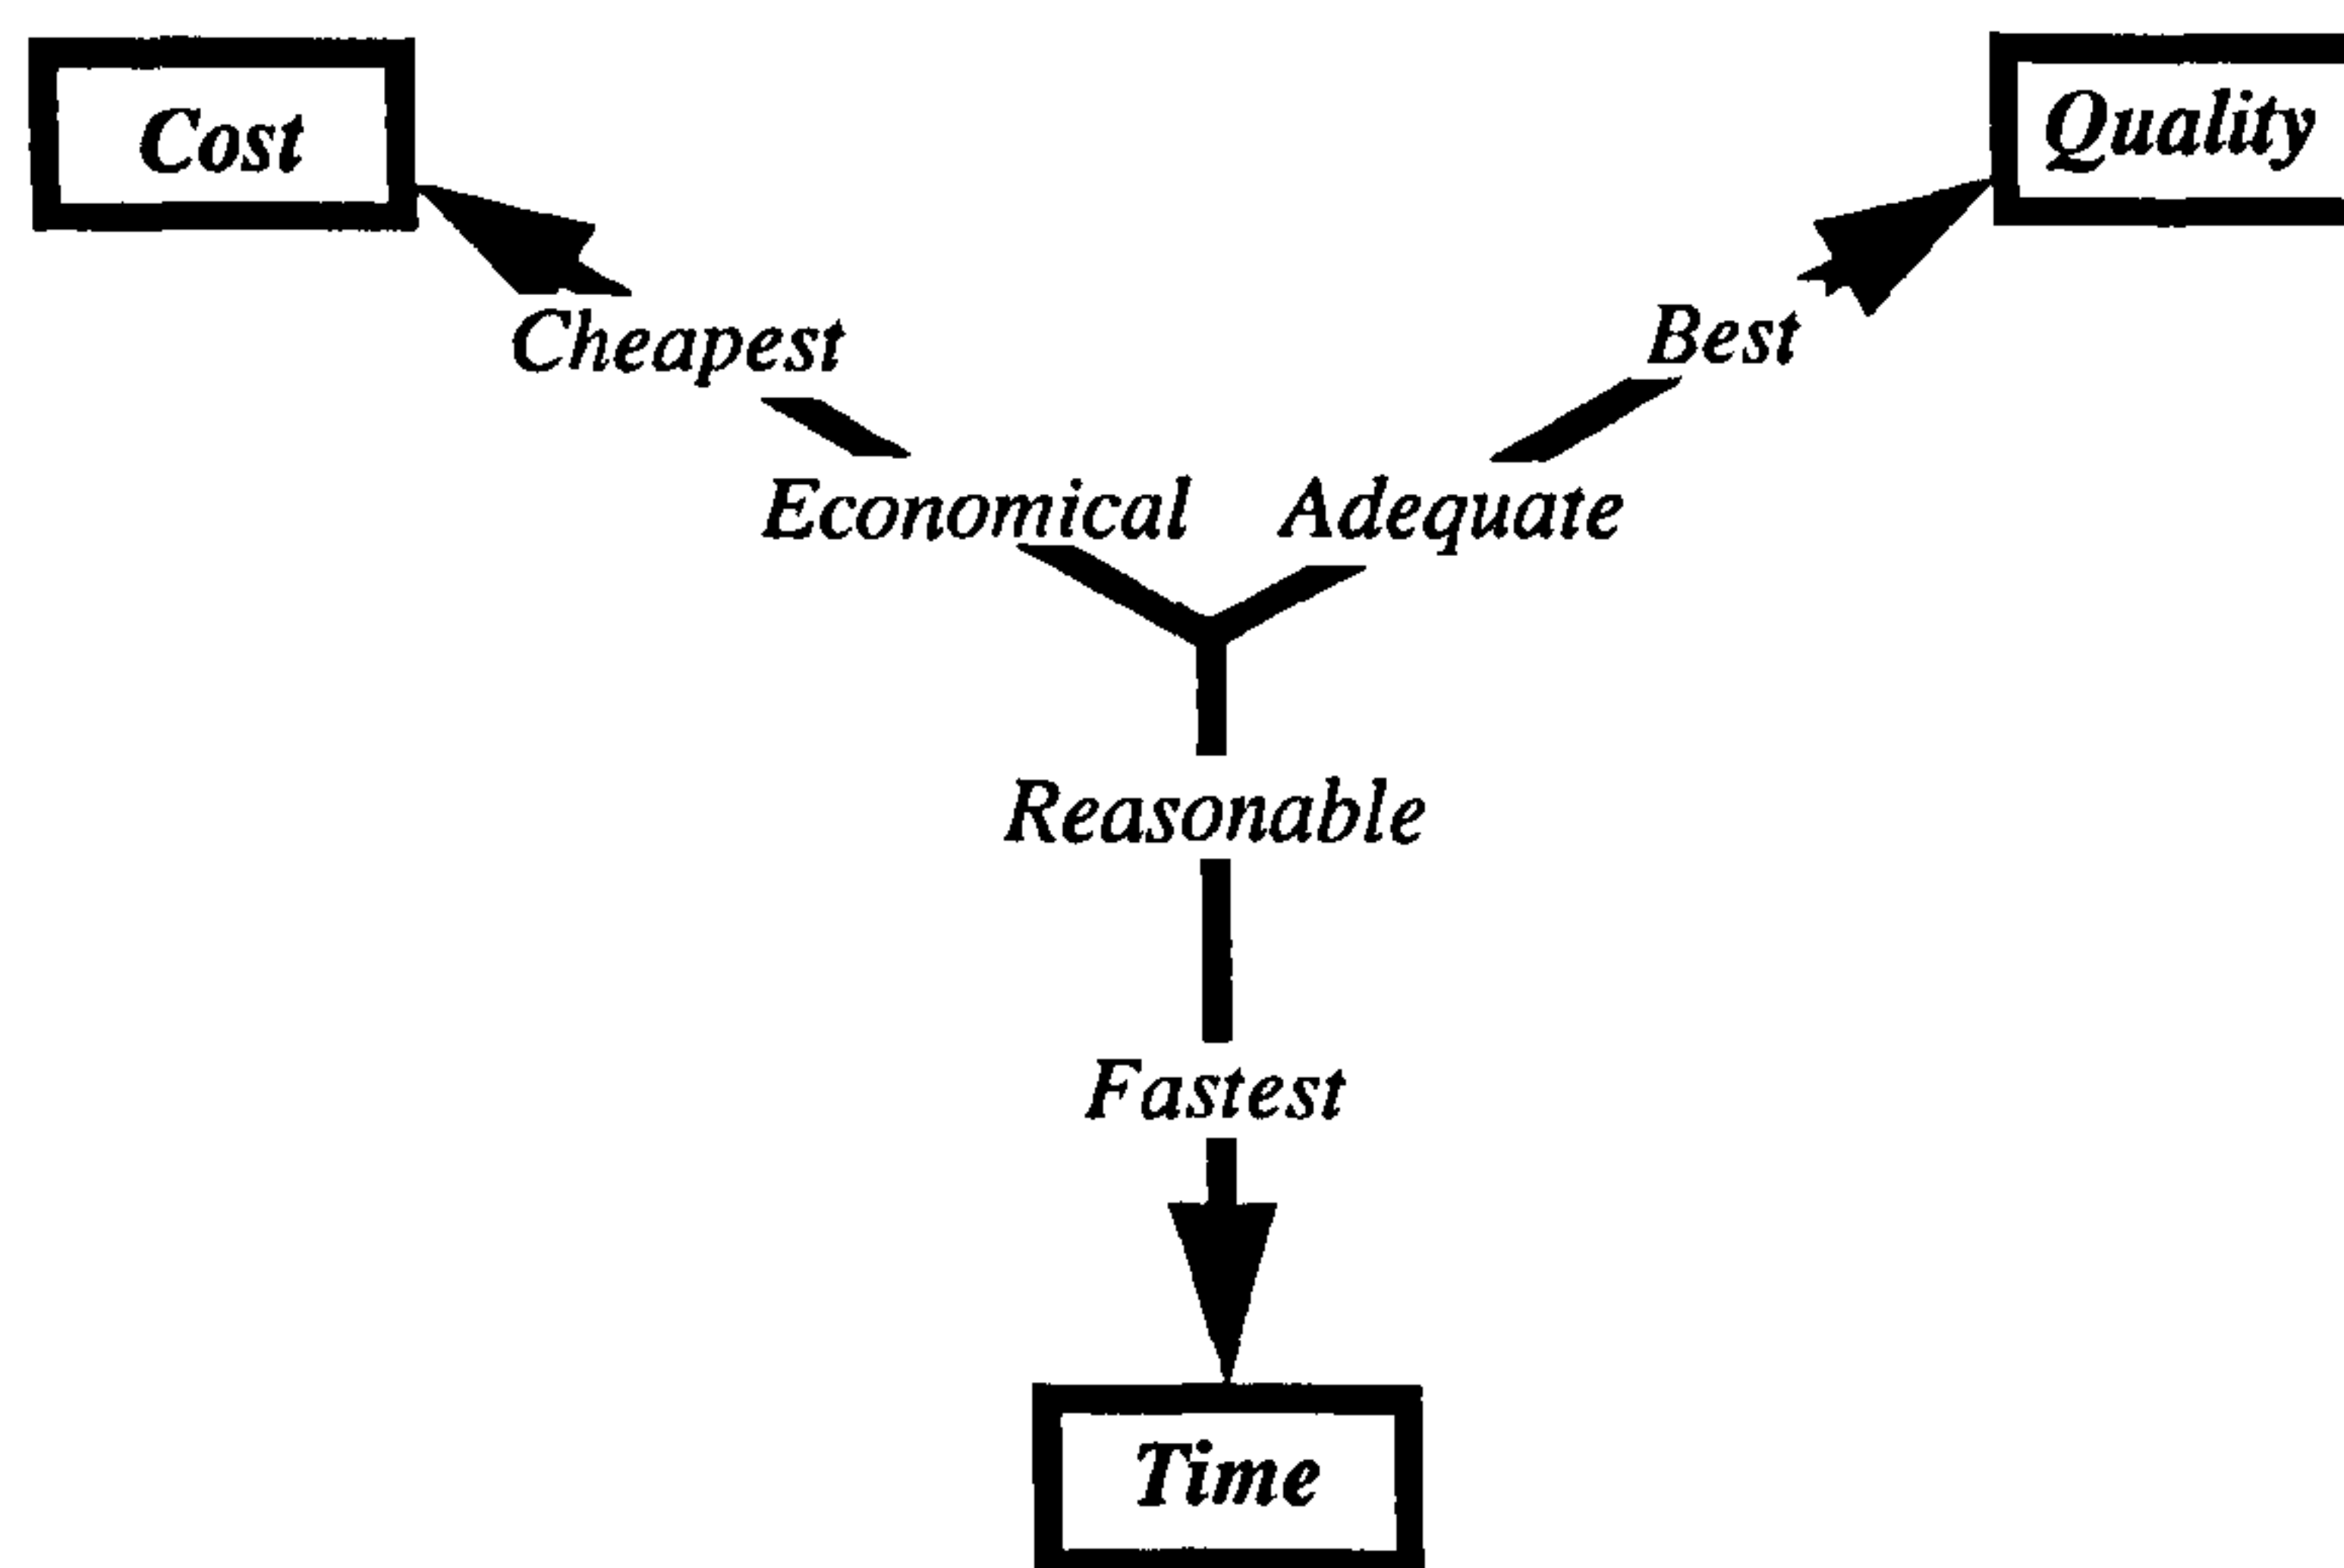 Cost
Quality
Cheapest
Best
Economical
Adequate
Reasonable
Fastest
Time